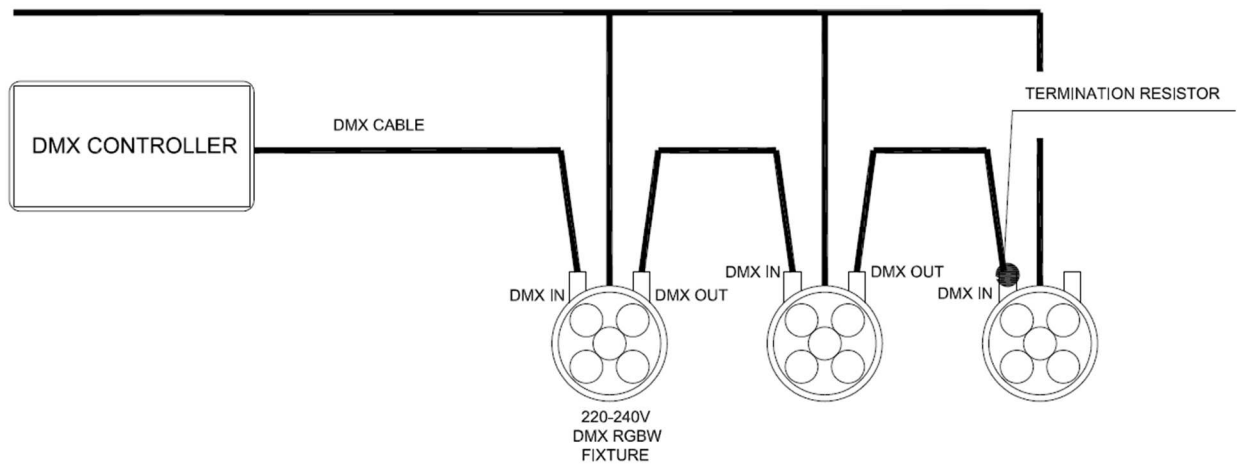 TERMINATION RESISTOR
DMX CABLE
DMX CONTROLLER
DMX IN
DMX OUT
DMX IN
DMX OUT
DMX IN
220-240V
DMX RGBW
FIXTURE